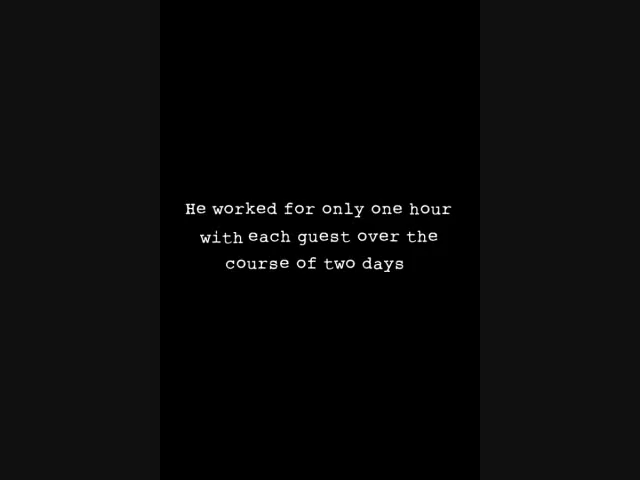 He worked for only one hour
with each guest over the
course of two days